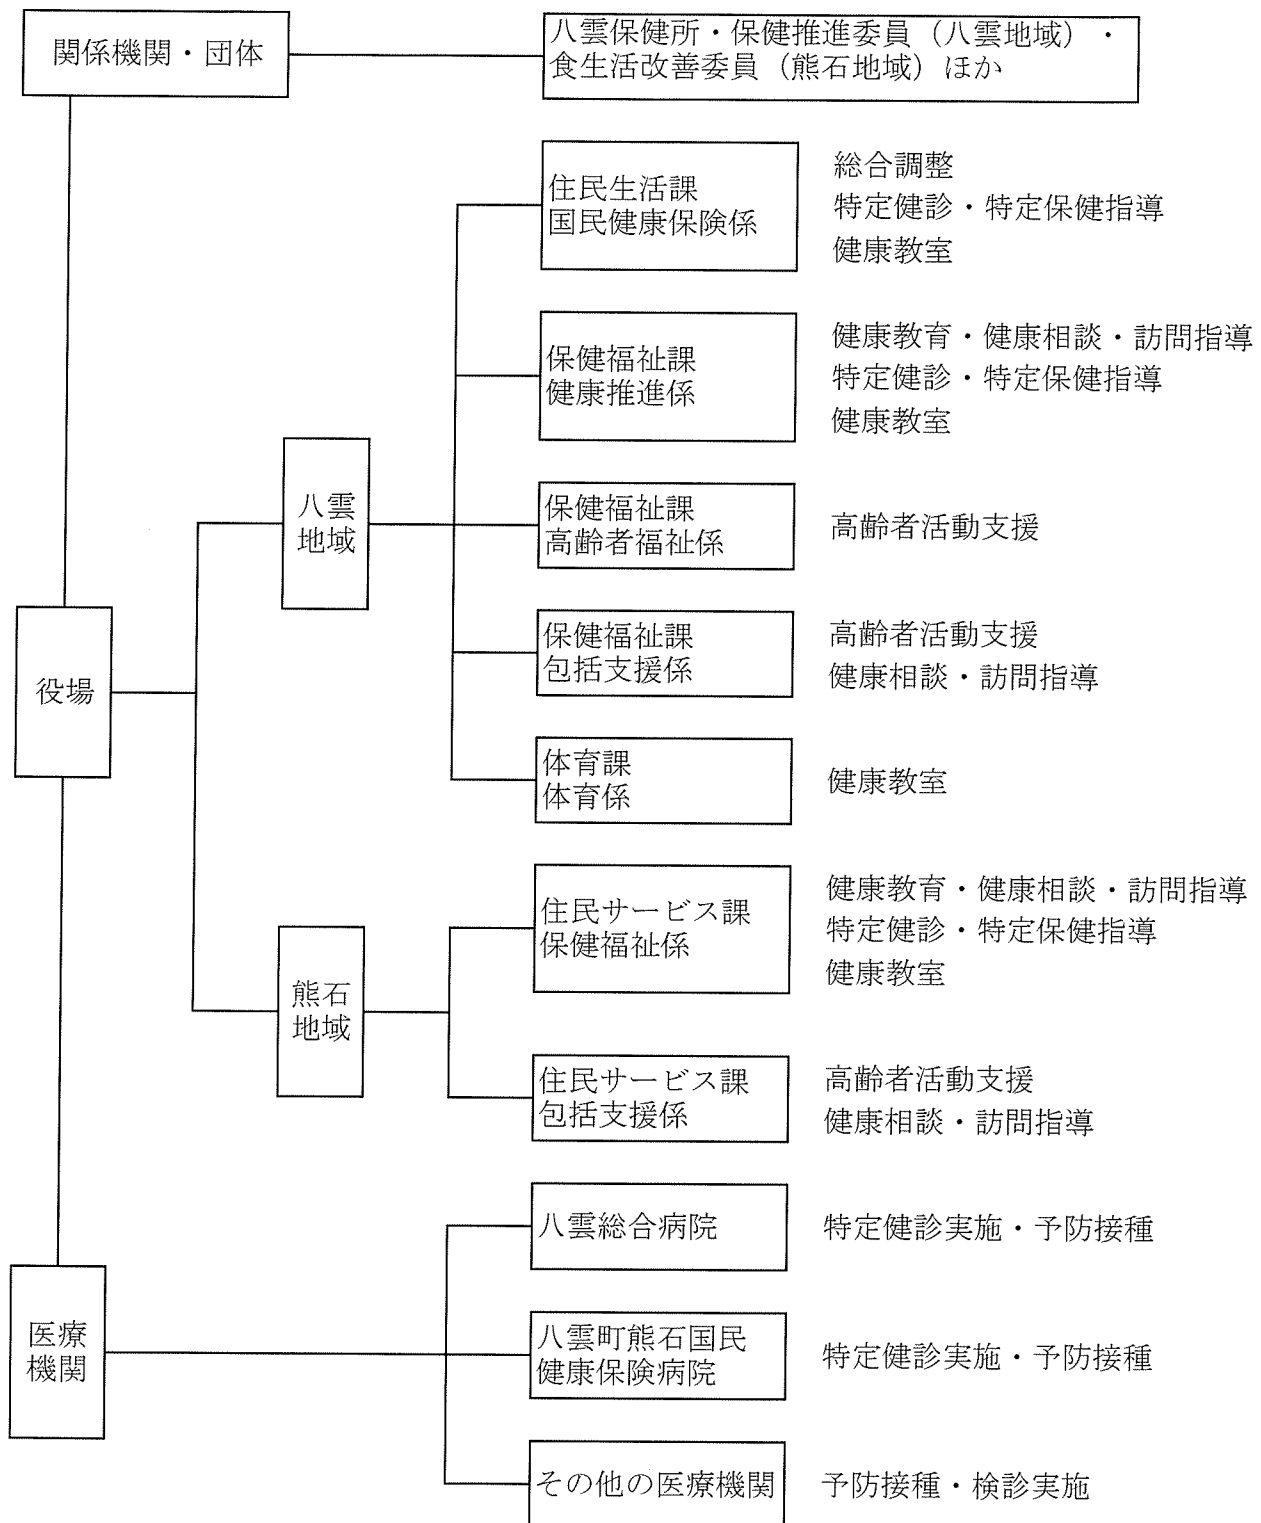 関係機関・団体
八雲保健所・保健推進委員（八雲地域）・
食生活改善委員（熊石地域）ほか
住民生活課
国民健康保険係
総合調整
特定健診・特定保健指導
健康教室
保健福祉課
健康推進係
健康教育・健康相談・訪問指導
特定健診・特定保健指導
健康教室
八雲
地域
保健福祉課
高齢者福祉係
高齢者活動支援
役場
保健福祉課
包括支援係
高齢者活動支援
健康相談・訪問指導
体育課
体育係
健康教室
熊石
地域
住民サービス課
保健福祉係
健康教育・健康相談・訪問指導
特定健診・特定保健指導
健康教室
住民サービス課
包括支援係
高齢者活動支援
健康相談・訪問指導
医療
機関
八雲総合病院
特定健診実施・予防接種
八雲町熊石国民
健康保険病院
特定健診実施・予防接種
その他の医療機関
予防接種・検診実施